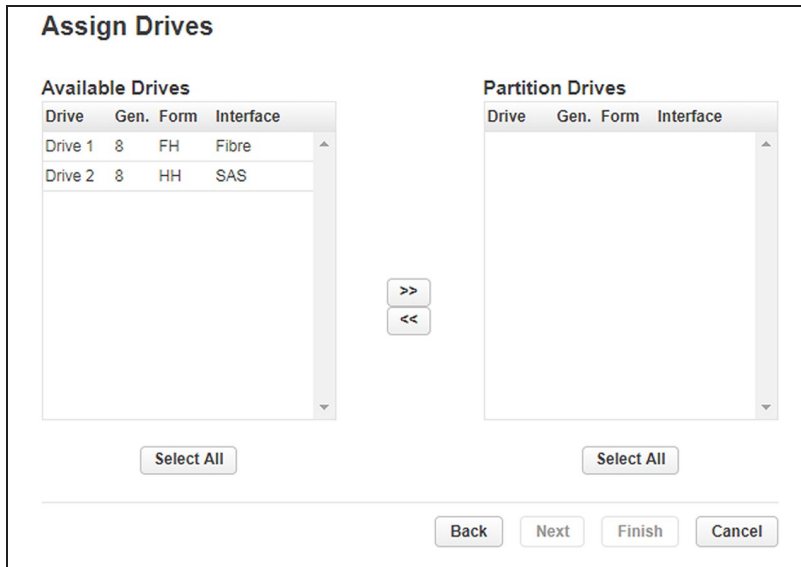 Assign Drives
Available Drives
Drive Gen. Form Interface
Drive 1 8 FH Fibre
Drive 2 8 HH SAS
Select All
>>
<<
Partition Drives
Drive Gen. Form Interface
Select All
Back Next Finish Cancel